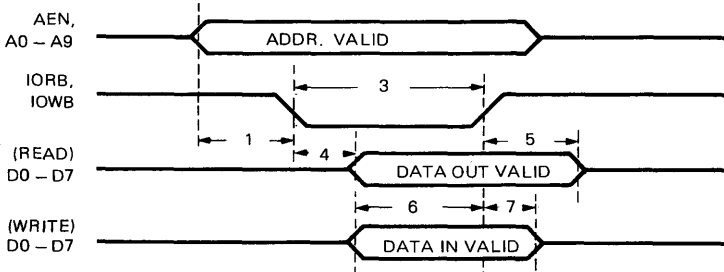 AEN,
A0 – A9
ADDR. VALID
IORB,
IOWB
3
1
4
5
(READ)
D0 – D7
DATA OUT VALID
6
7
(WRITE)
D0 – D7
DATA IN VALID